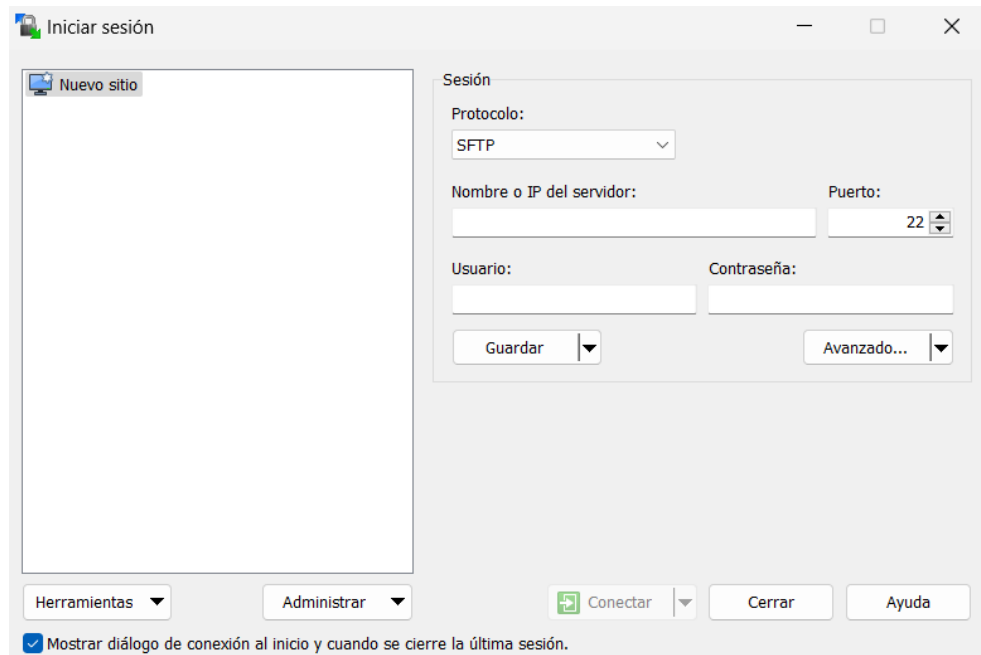 Iniciar sesión
Nuevo sitio
Sesión
Protocolo:
SFTP
Nombre o IP del servidor: Puerto:
22
Usuario: Contraseña:
Guardar Avanzado...
Herramientas Administrar Conectar Cerrar Ayuda
Mostrar diálogo de conexión al inicio y cuando se cierre la última sesión.